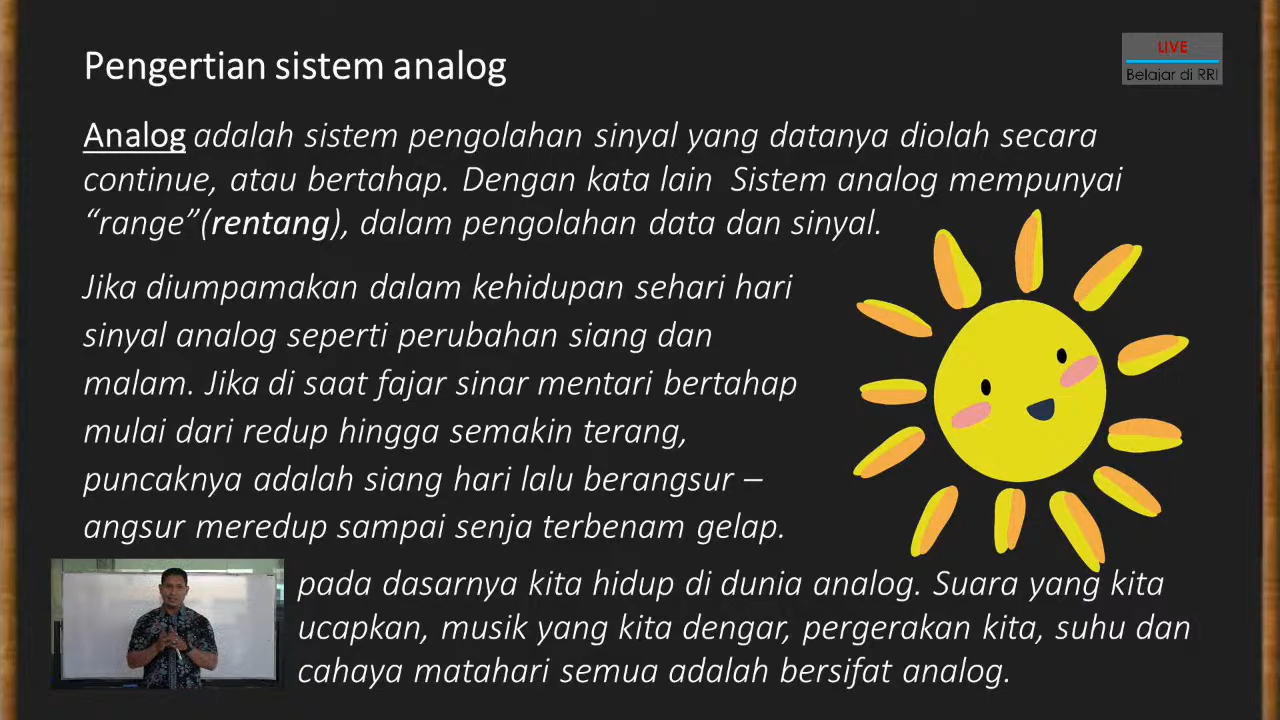 Pengertian sistem analog
LIVE
Belajar di RRI
Analog adalah sistem pengolahan sinyal yang datanya diolah secara
continue, atau bertahap. Dengan kata lain Sistem analog mempunyai
“range”(rentang), dalam pengolahan data dan sinyal.
Jika diumpamakan dalam kehidupan sehari hari
sinyal analog seperti perubahan siang dan
malam. Jika di saat fajar sinar mentari bertahap
mulai dari redup hingga semakin terang,
puncaknya adalah siang hari lalu berangsur –
angsur meredup sampai senja terbenam gelap.
pada dasarnya kita hidup di dunia analog. Suara yang kita
ucapkan, musik yang kita dengar, pergerakan kita, suhu dan
cahaya matahari semua adalah bersifat analog.